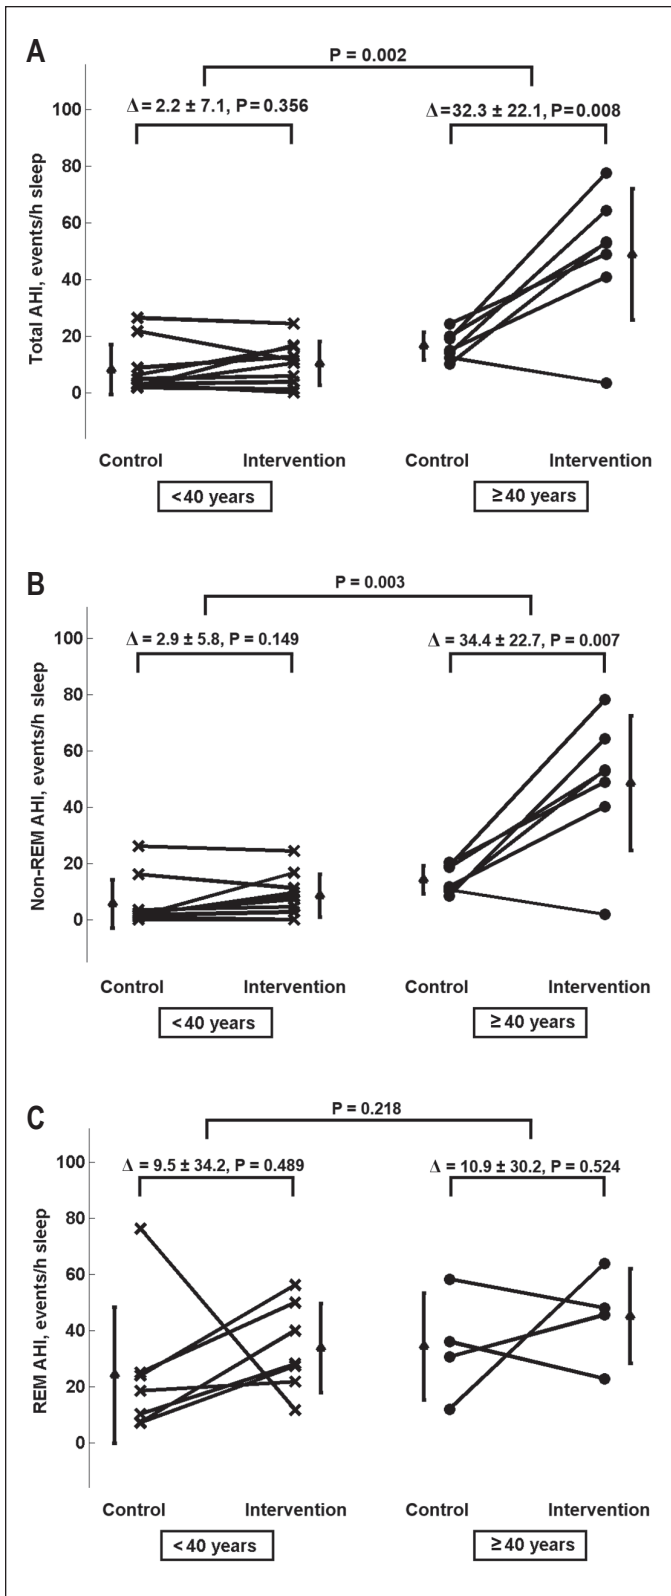 A
P = 0.002
Δ = 2.2 ± 7.1, P = 0.356
Δ =32.3 ± 22.1, P=0.008
100
80
60
40
20
0
Total AHI, events/h sleep
Control
Intervention
Control
Intervention
<40 years
≥40 years
B
P = 0.003
Δ = 2.9 ± 5.8, P = 0.149
Δ = 34.4 ± 22.7, P = 0.007
100
80
60
40
20
0
Non-REM AHI, events/h sleep
Control
Intervention
Control
Intervention
<40 years
≥40 years
C
P = 0.218
Δ = 9.5 ± 34.2, P = 0.489
Δ = 10.9 ± 30.2, P = 0.524
100
80
60
40
20
0
REM AHI, events/h sleep
Control
Intervention
Control
Intervention
<40 years
≥40 years